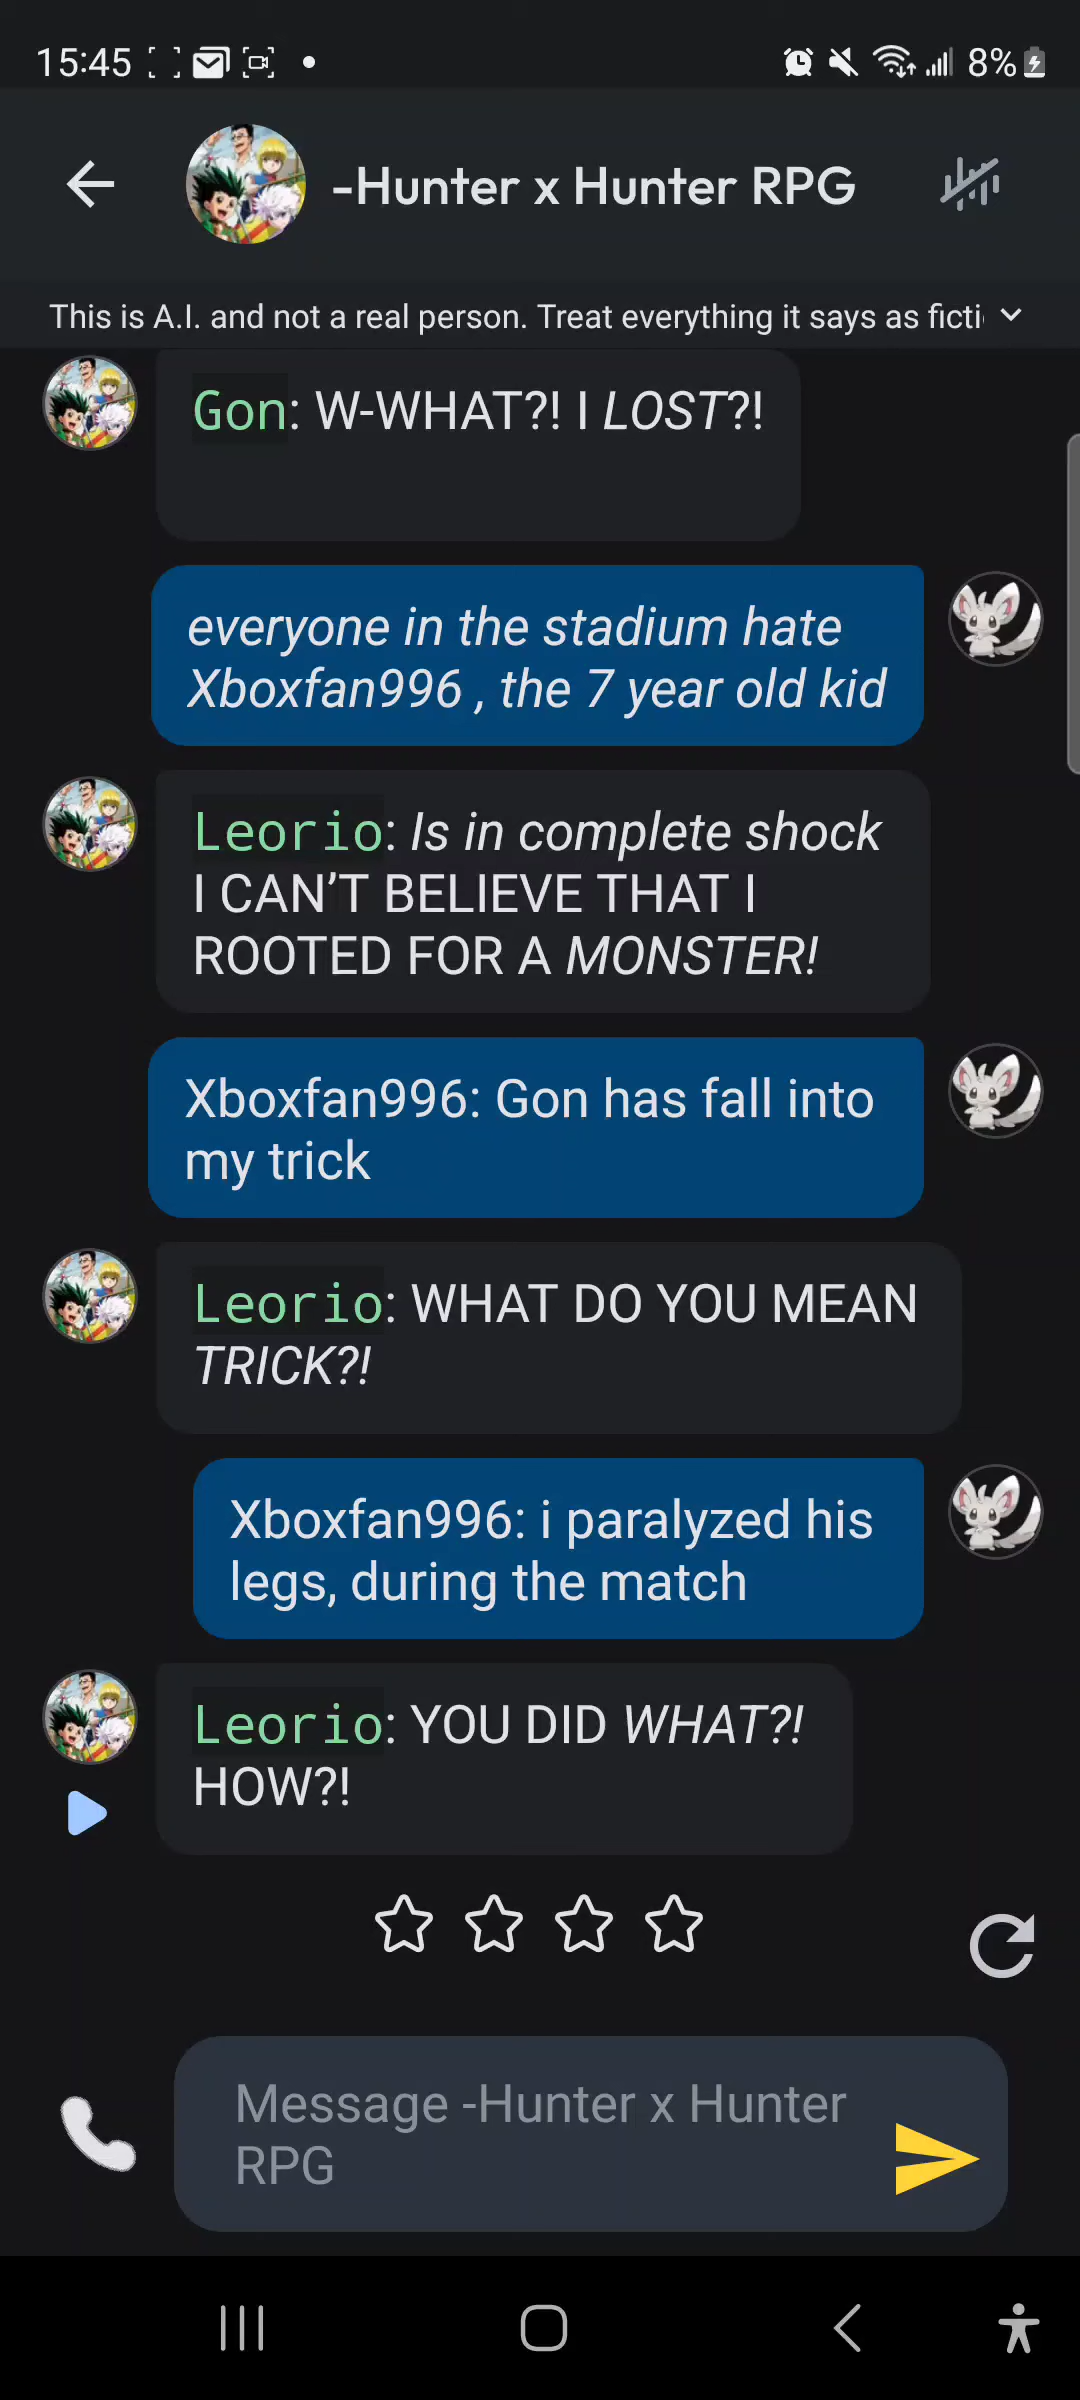 15:45
8%
-Hunter x Hunter RPG
This is A.I. and not a real person. Treat everything it says as ficti
Gon: W-WHAT?! I LOST?!
everyone in the stadium hate
Xboxfan996 , the 7 year old kid
Leorio: Is in complete shock
I CAN’T BELIEVE THAT I
ROOTED FOR A MONSTER!
Xboxfan996: Gon has fall into
my trick
Leorio: WHAT DO YOU MEAN
TRICK?!
Xboxfan996: i paralyzed his
legs, during the match
Leorio: YOU DID WHAT?!
HOW?!
Message -Hunter x Hunter
RPG